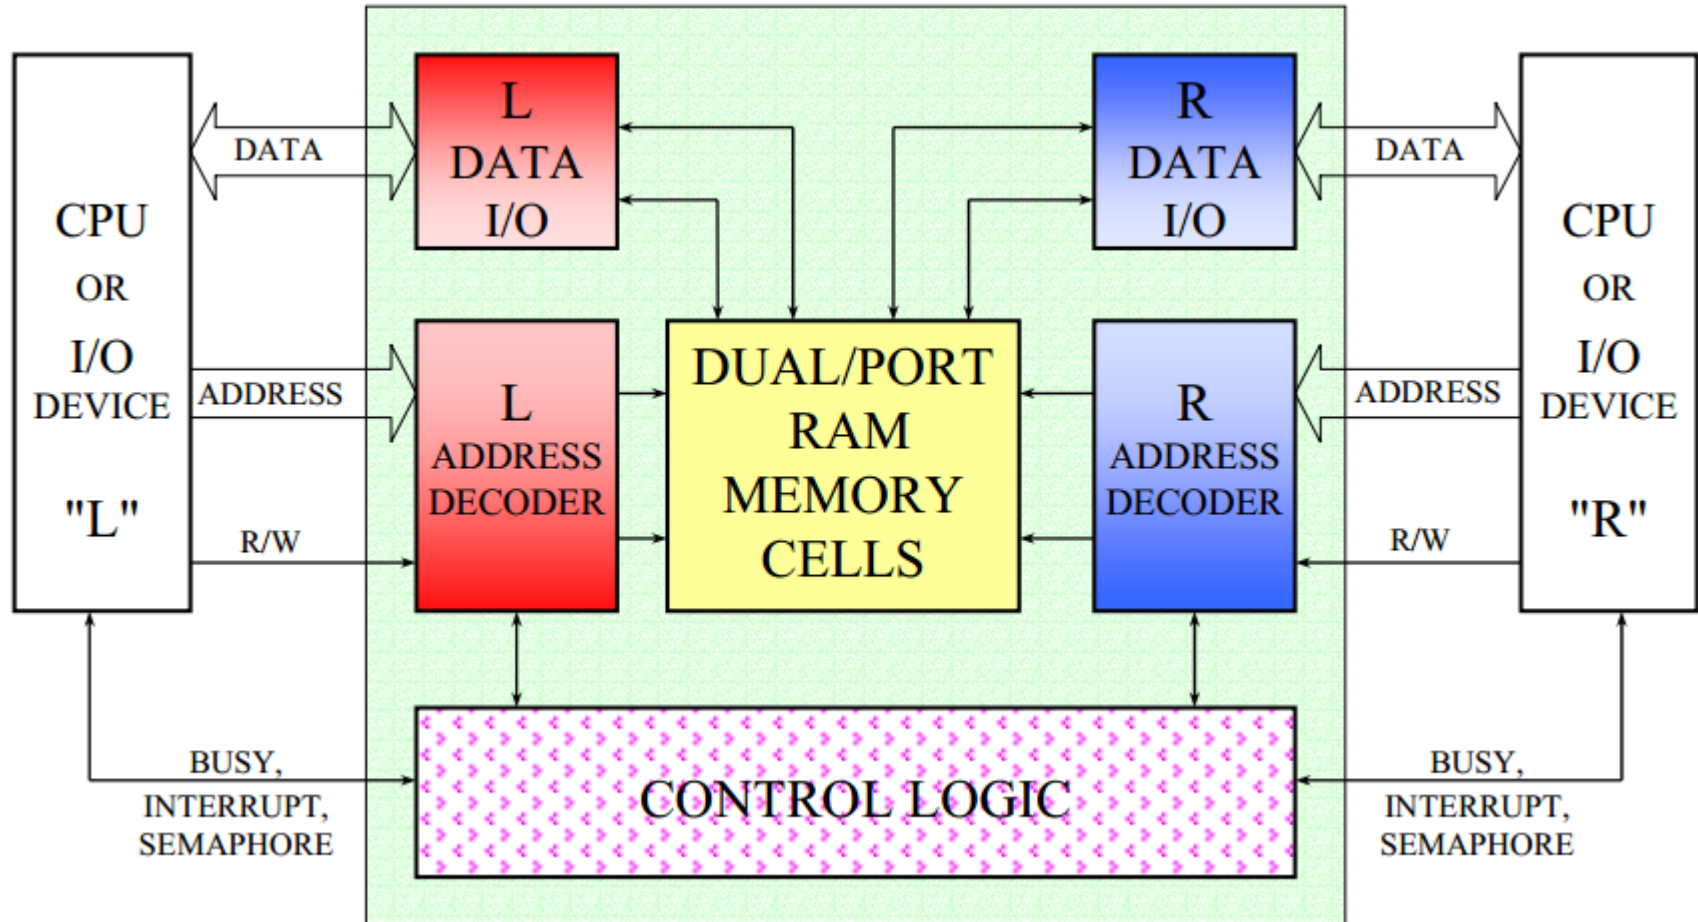 CPU
OR
I/O
DEVICE
"L"
DATA
ADDRESS
R/W
BUSY,
INTERRUPT,
SEMAPHORE
L
DATA
I/O
L
ADDRESS
DECODER
DUAL/PORT
RAM
MEMORY
CELLS
R
DATA
I/O
R
ADDRESS
DECODER
CONTROL LOGIC
DATA
ADDRESS
R/W
BUSY,
INTERRUPT,
SEMAPHORE
CPU
OR
I/O
DEVICE
"R"